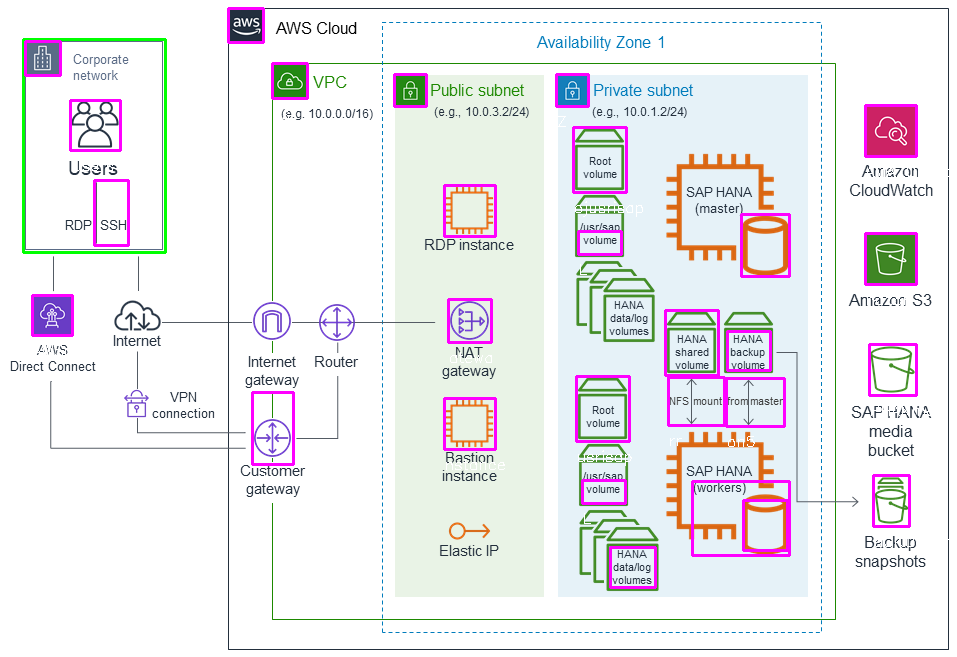 aws
AWS Cloud
Availability Zone 1
Corporate
network
Users
RDP
SSH
VPC
(e.g. 10.0.0.0/16)
Public subnet
(e.g., 10.0.3.2/24)
Private subnet
(e.g., 10.0.1.2/24)
Root
volume
/usr/sap
volume
HANA
data/log
volumes
SAP HANA
(master)
RDP instance
Amazon
CloudWatch
Amazon S3
AWS
Direct Connect
Internet
VPN
connection
Internet
gateway
Router
Customer
gateway
NAT
gateway
Bastion
instance
Elastic IP
HANA
shared
volume
HANA
backup
volume
NFS mount from master
Root
volume
/usr/sap
volume
HANA
data/log
volumes
SAP HANA
(workers)
SAP HANA
media
bucket
Backup
snapshots